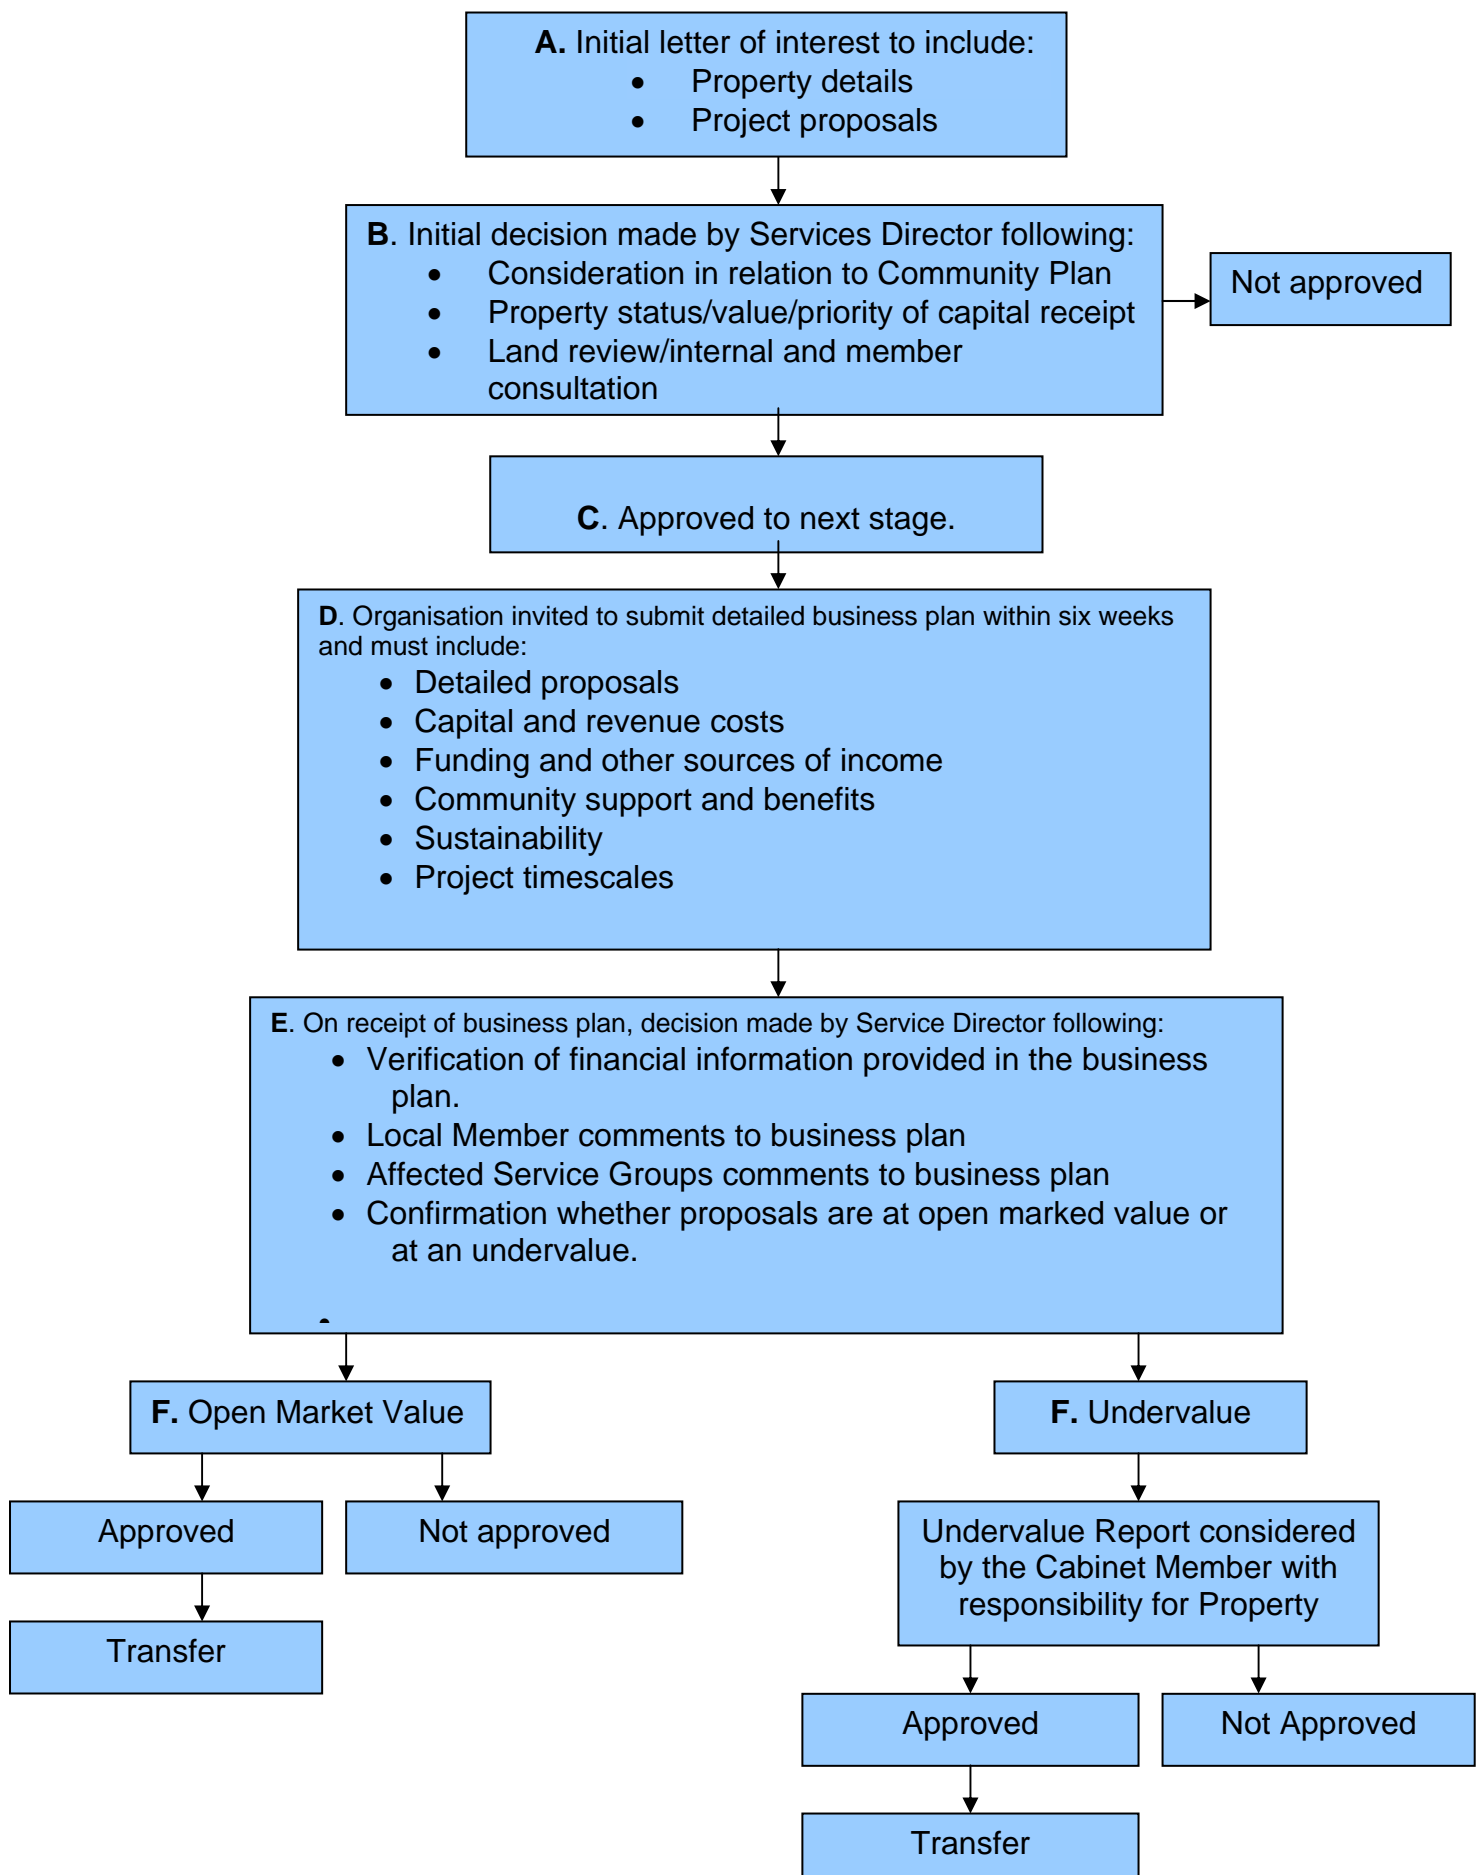 A. Initial letter of interest to include:
• Property details
• Project proposals
B. Initial decision made by Services Director following:
• Consideration in relation to Community Plan
• Property status/value/priority of capital receipt
• Land review/internal and member
consultation
Not approved
C. Approved to next stage.
D. Organisation invited to submit detailed business plan within six weeks
and must include:
• Detailed proposals
• Capital and revenue costs
• Funding and other sources of income
• Community support and benefits
• Sustainability
• Project timescales
E. On receipt of business plan, decision made by Service Director following:
• Verification of financial information provided in the business
plan.
• Local Member comments to business plan
• Affected Service Groups comments to business plan
• Confirmation whether proposals are at open marked value or
at an undervalue.
•
F. Open Market Value
F. Undervalue
Approved
Not approved
Transfer
Undervalue Report considered
by the Cabinet Member with
responsibility for Property
Approved
Not Approved
Transfer